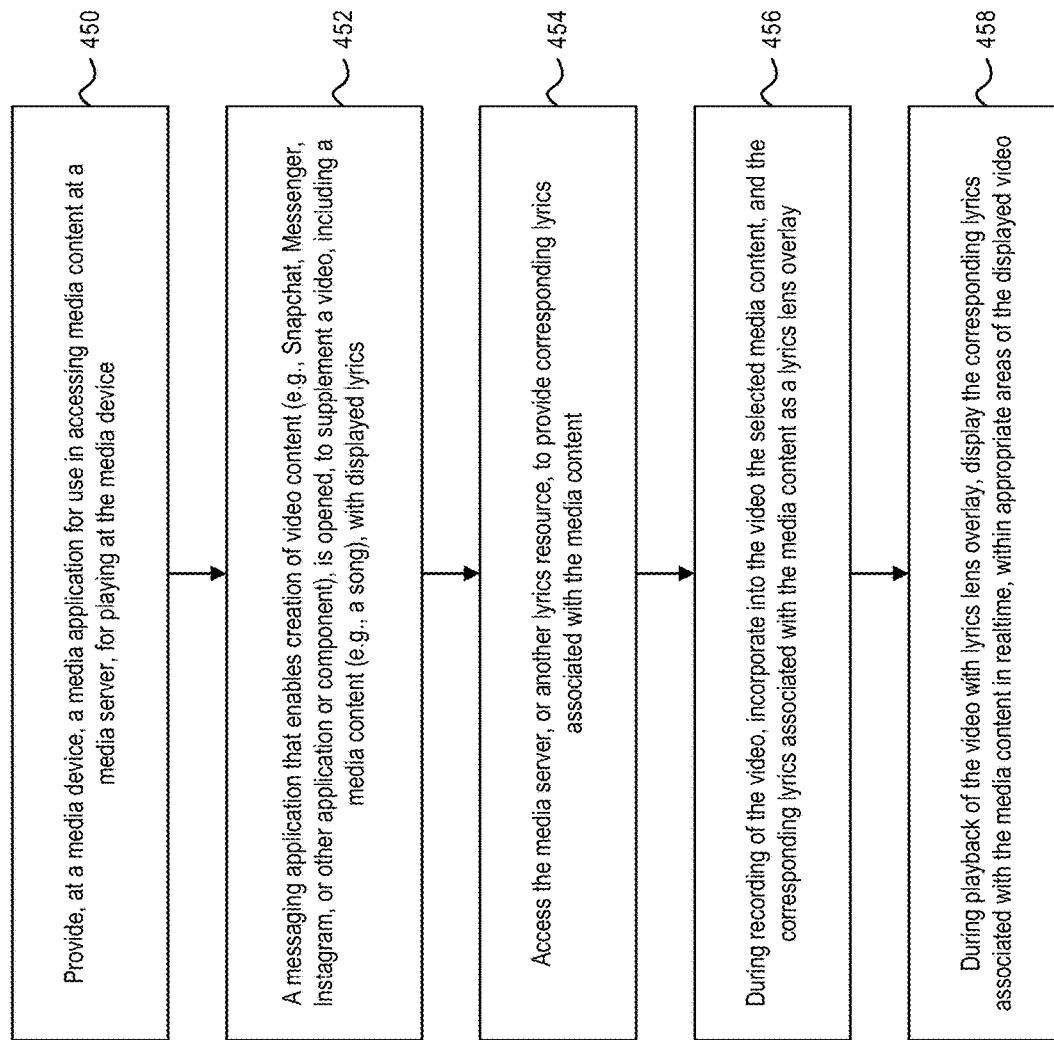 Provide, at a media device, a media application for use in accessing media content at a
media server, for playing at the media device
450
A messaging application that enables creation of video content (e.g., Snapchat, Messenger,
Instagram, or other application or component), is opened, to supplement a video, including a
media content (e.g., a song), with displayed lyrics
452
Access the media server, or another lyrics resource, to provide corresponding lyrics
associated with the media content
454
During recording of the video, incorporate into the video the selected media content, and the
corresponding lyrics associated with the media content as a lyrics lens overlay
456
During playback of the video with lyrics lens overlay, display the corresponding lyrics
associated with the media content in realtime, within appropriate areas of the displayed video
458